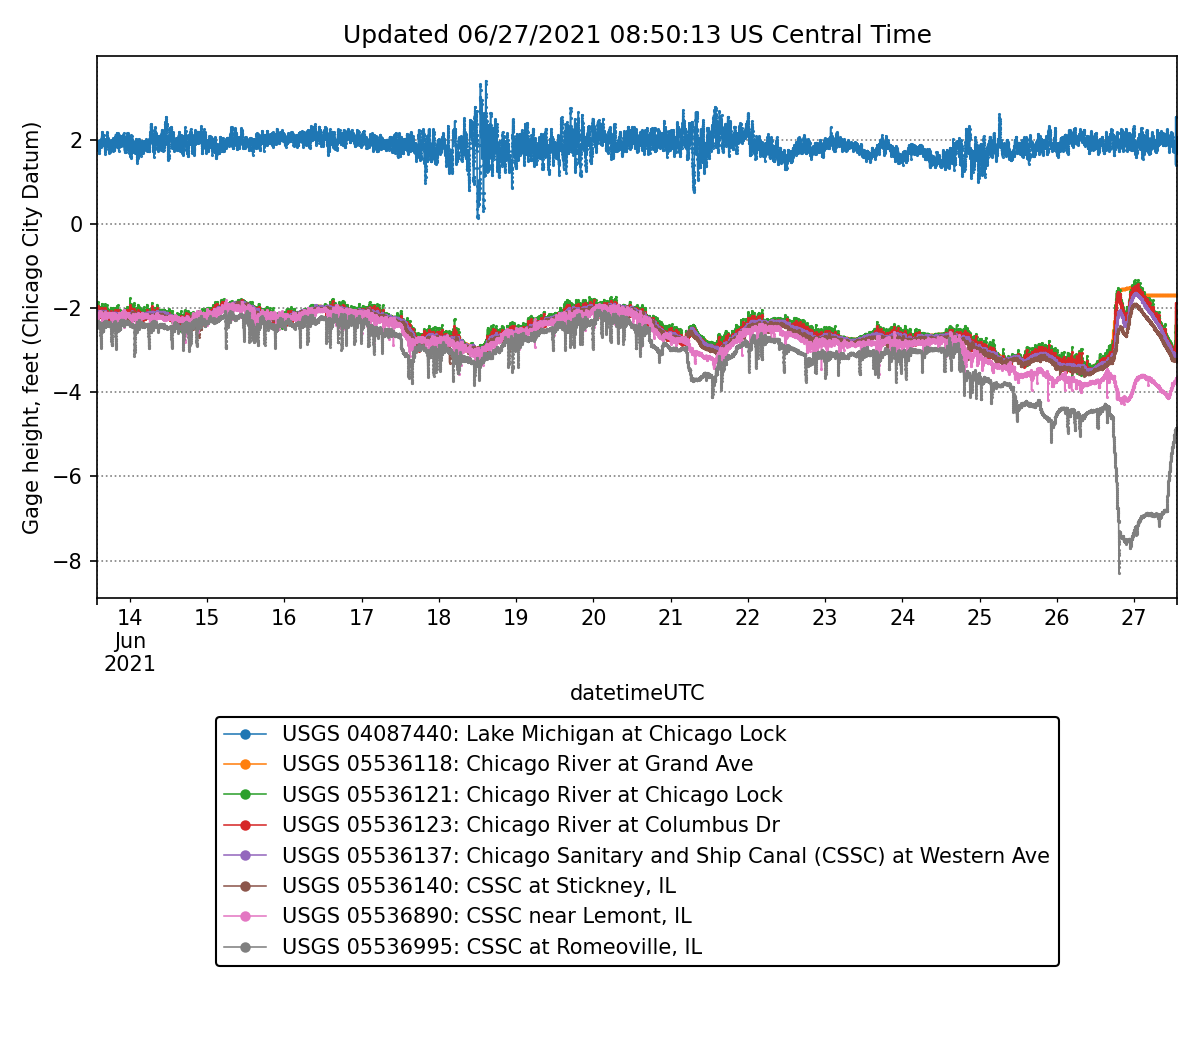 Updated 06/27/2021 08:50:13 US Central Time
Gage height, feet (Chicago City Datum)
2
0
−2
−4
−6
−8
14 15 16 17 18 19 20 21 22 23 24 25 26 27
Jun
2021
datetimeUTC
USGS 04087440: Lake Michigan at Chicago Lock
USGS 05536118: Chicago River at Grand Ave
USGS 05536121: Chicago River at Chicago Lock
USGS 05536123: Chicago River at Columbus Dr
USGS 05536137: Chicago Sanitary and Ship Canal (CSSC) at Western Ave
USGS 05536140: CSSC at Stickney, IL
USGS 05536890: CSSC near Lemont, IL
USGS 05536995: CSSC at Romeoville, IL